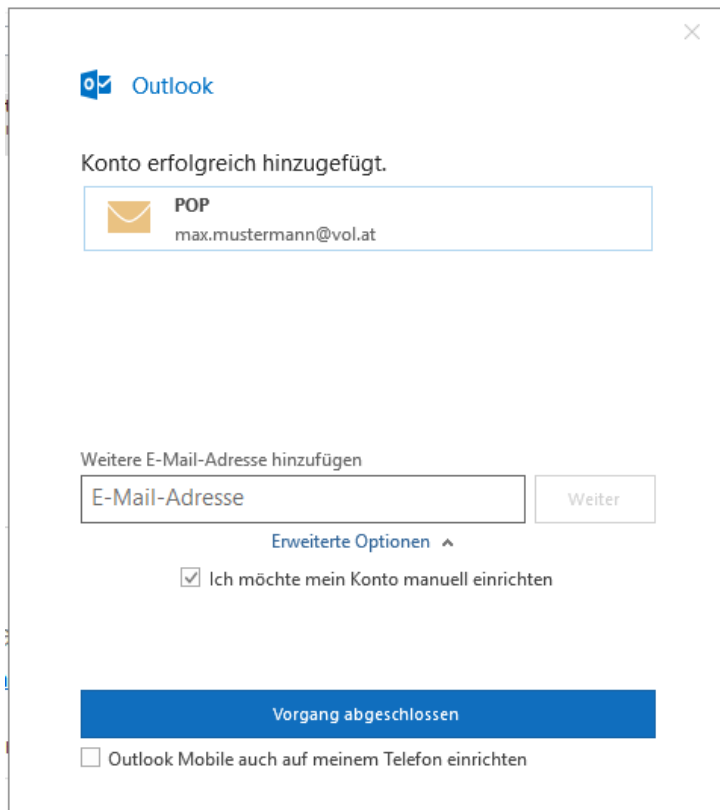 Outlook
Konto erfolgreich hinzugefügt.
POP
max.mustermann@vol.at
Weitere E-Mail-Adresse hinzufügen
E-Mail-Adresse
Weiter
Erweiterte Optionen
Ich möchte mein Konto manuell einrichten
Vorgang abgeschlossen
Outlook Mobile auch auf meinem Telefon einrichten